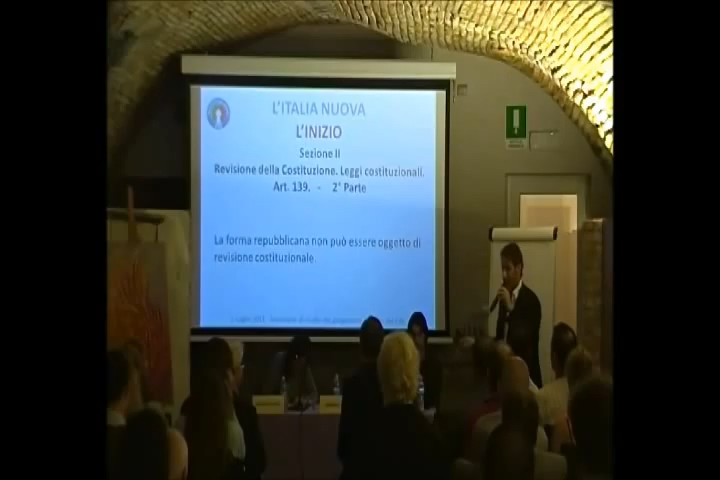 L'ITALIA NUOVA
L'INIZIO
Sezione II
Revisione della Costituzione. Leggi costituzionali.
Art. 139. - 2° Parte
La forma repubblicana non può essere oggetto di
revisione costituzionale.